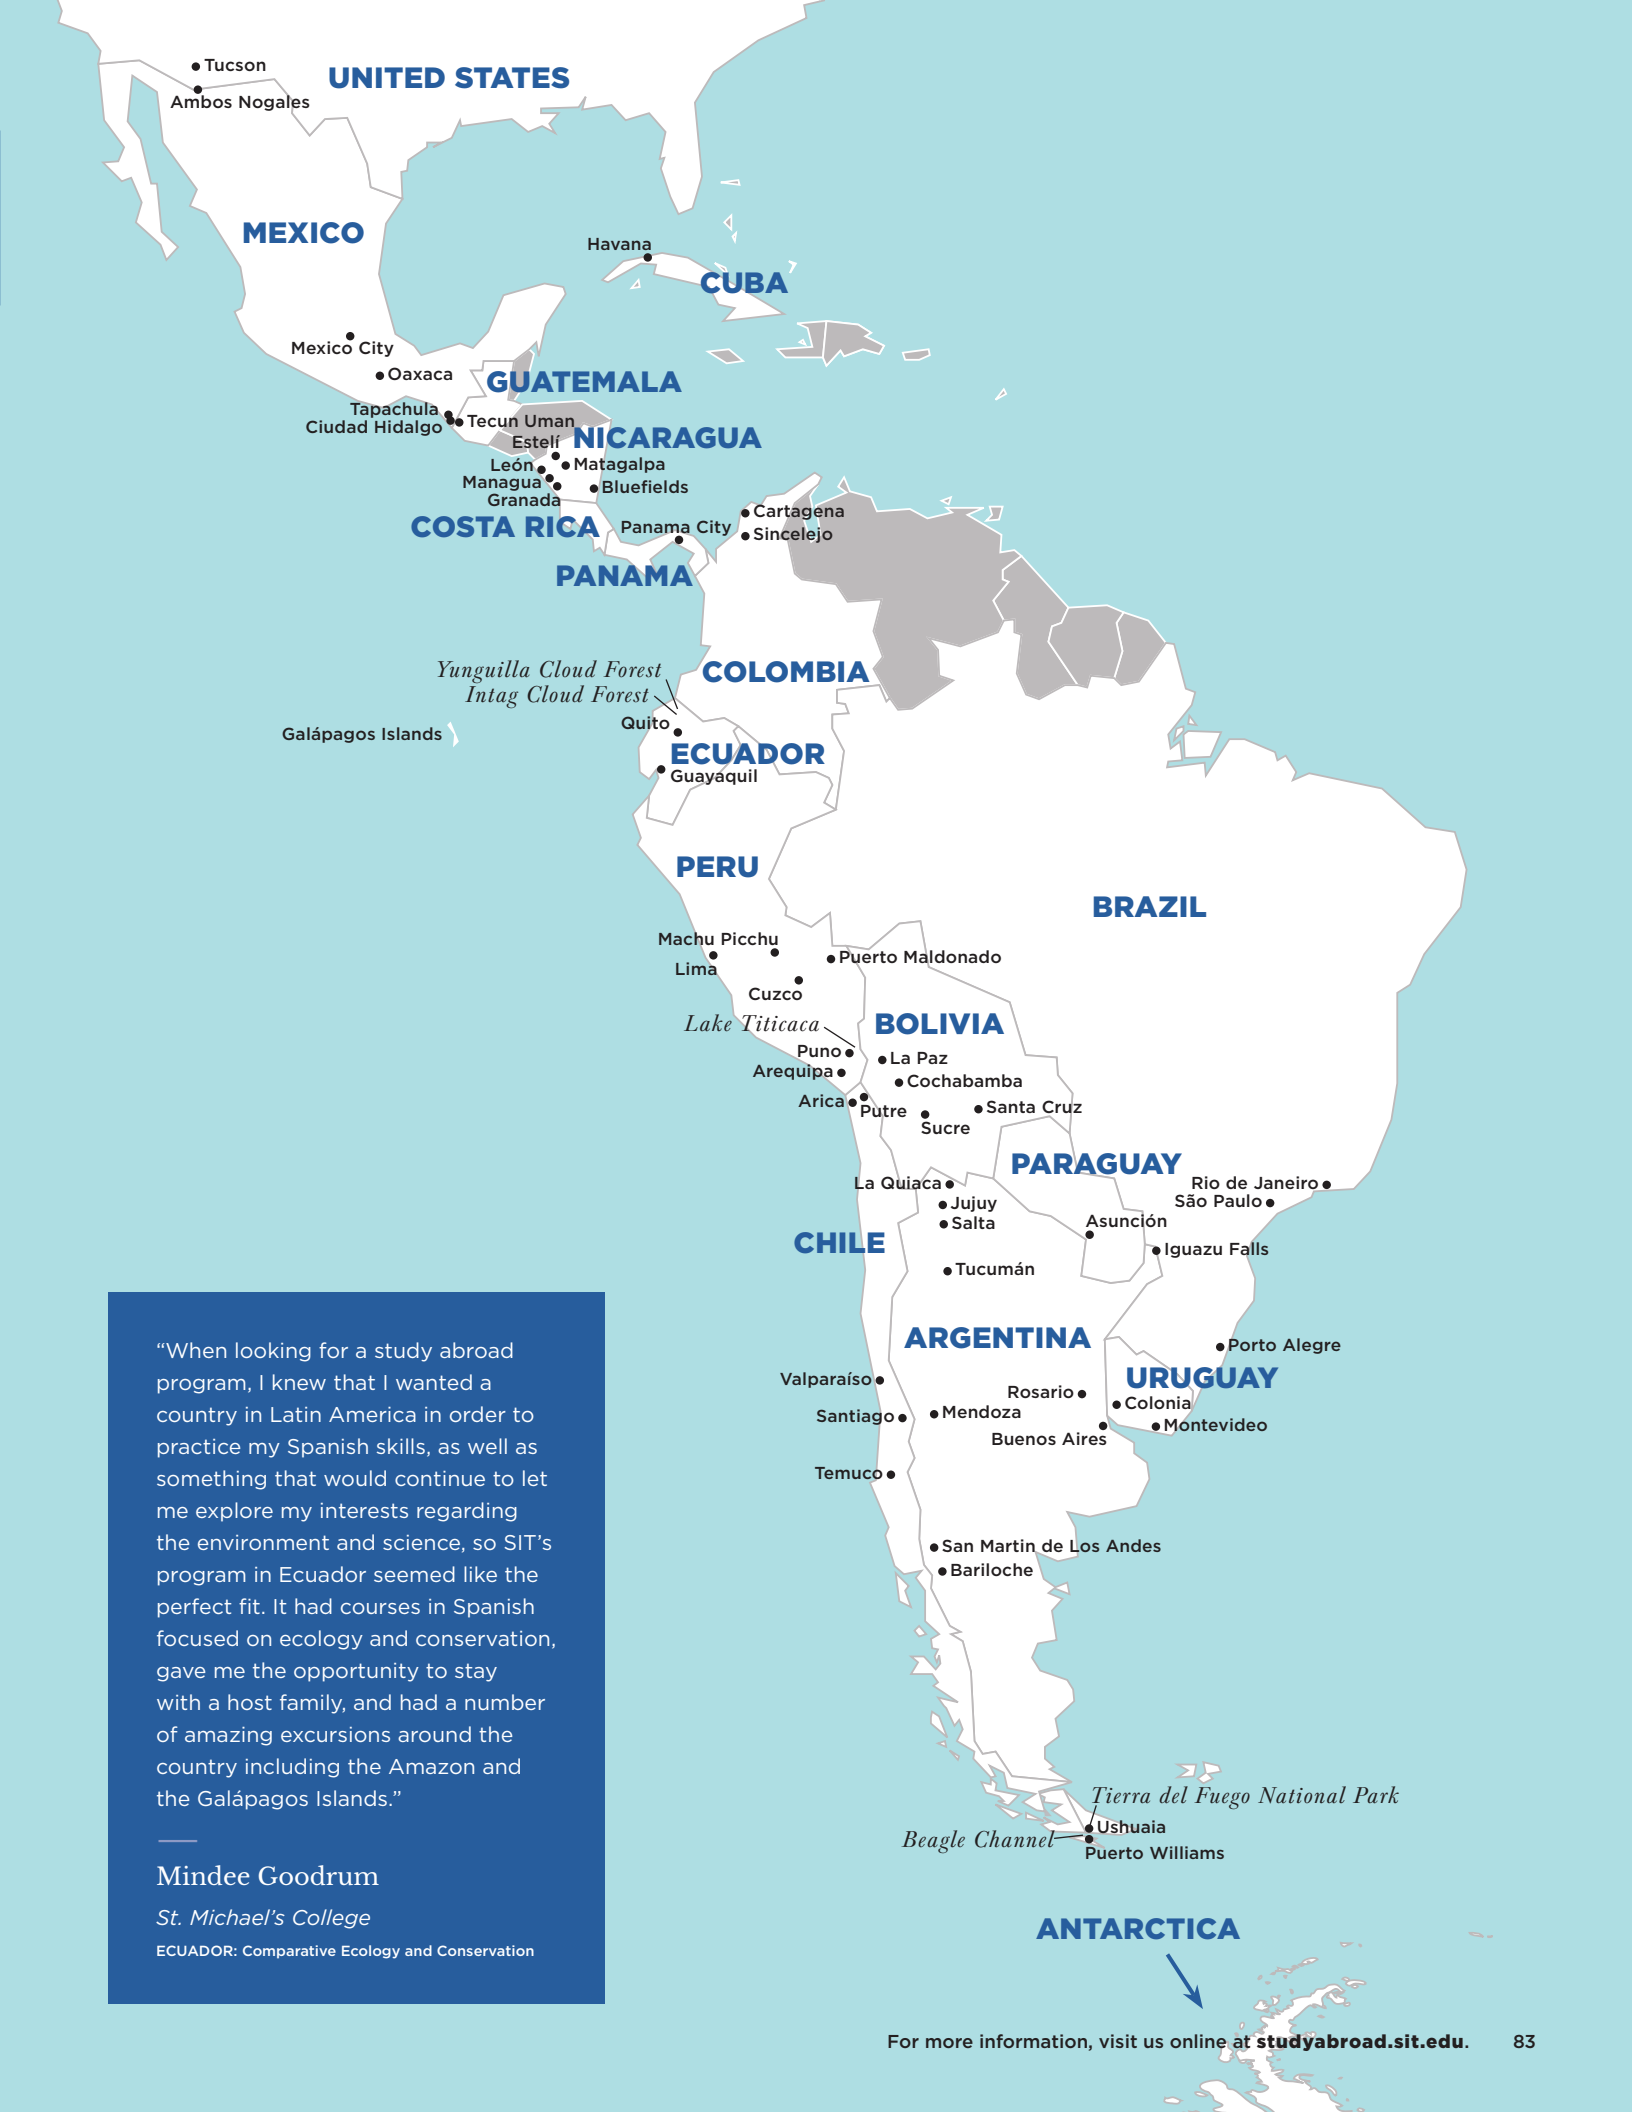 Tucson
UNITED STATES
Ambos Nogales
MEXICO
Havana
CUBA
Mexico City
Oaxaca
GUATEMALA
Tapachula
Ciudad Hidalgo
Tecun Uman
Estelí
NICARAGUA
León
Matagalpa
Managua
Bluefields
Granada
COSTA RICA
Panama City
Cartagena
Sincelejo
PANAMA
Yunguilla Cloud Forest
COLOMBIA
Intag Cloud Forest
Quito
Galápagos Islands
ECUADOR
Guayaquil
PERU
BRAZIL
Machu Picchu
Puerto Maldonado
Lima
Cuzco
Lake Titicaca
BOLIVIA
Puno
La Paz
Arequipa
Cochabamba
Arica
Putre
Santa Cruz
Sucre
PARAGUAY
La Quiaca
Rio de Janeiro
São Paulo
Jujuy
Salta
Asunción
CHILE
Iguazu Falls
Tucumán
ARGENTINA
Porto Alegre
URUGUAY
Valparaíso
Rosario
Colonia
Santiago
Mendoza
Montevideo
Buenos Aires
Temuco
San Martin de Los Andes
Bariloche
Tierra del Fuego National Park
Ushuaia
Beagle Channel
Puerto Williams
ANTARCTICA
“When looking for a study abroad
program, I knew that I wanted a
country in Latin America in order to
practice my Spanish skills, as well as
something that would continue to let
me explore my interests regarding
the environment and science, so SIT’s
program in Ecuador seemed like the
perfect fit. It had courses in Spanish
focused on ecology and conservation,
gave me the opportunity to stay
with a host family, and had a number
of amazing excursions around the
country including the Amazon and
the Galápagos Islands.”
Mindee Goodrum
St. Michael’s College
ECUADOR: Comparative Ecology and Conservation
For more information, visit us online at studyabroad.sit.edu. 83